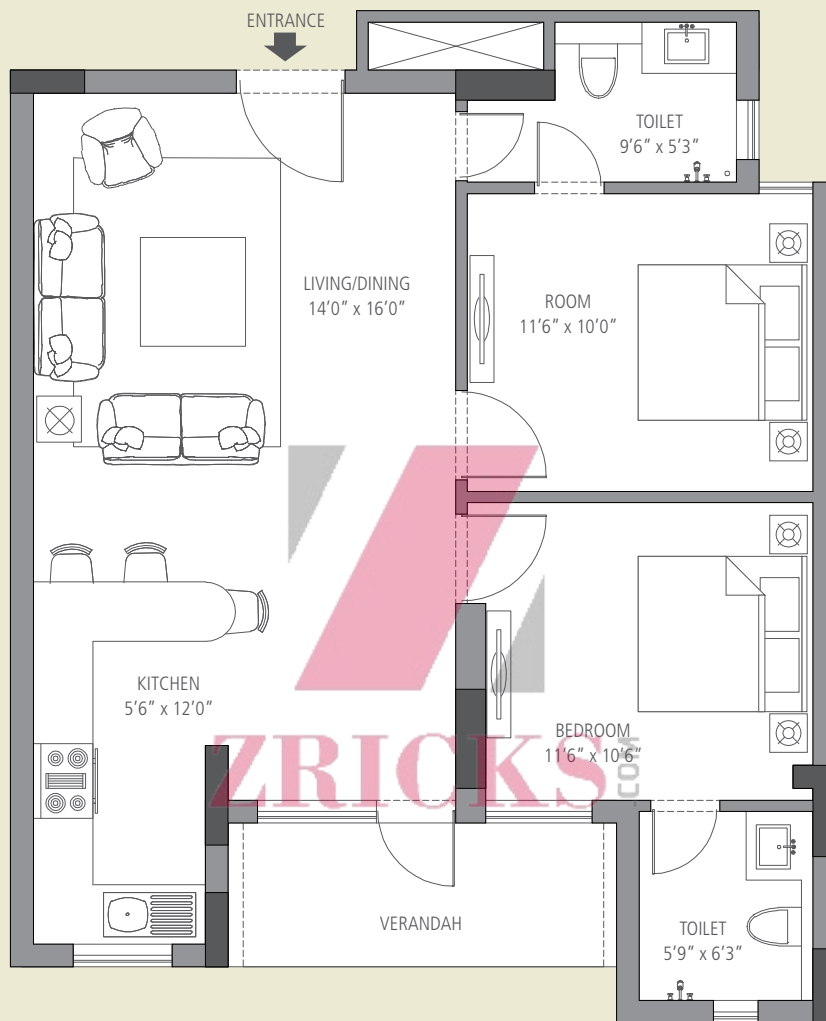 ENTRANCE
TOILET
9’6” x 5’3”
LIVING/DINING
14’0” x 16’0”
ROOM
11’6” x 10’0”
KITCHEN
5’6” x 12’0”
BEDROOM
11’6” x 10’6”
ZRICKS
.COM
VERANDAH
TOILET
5’9” x 6’3”